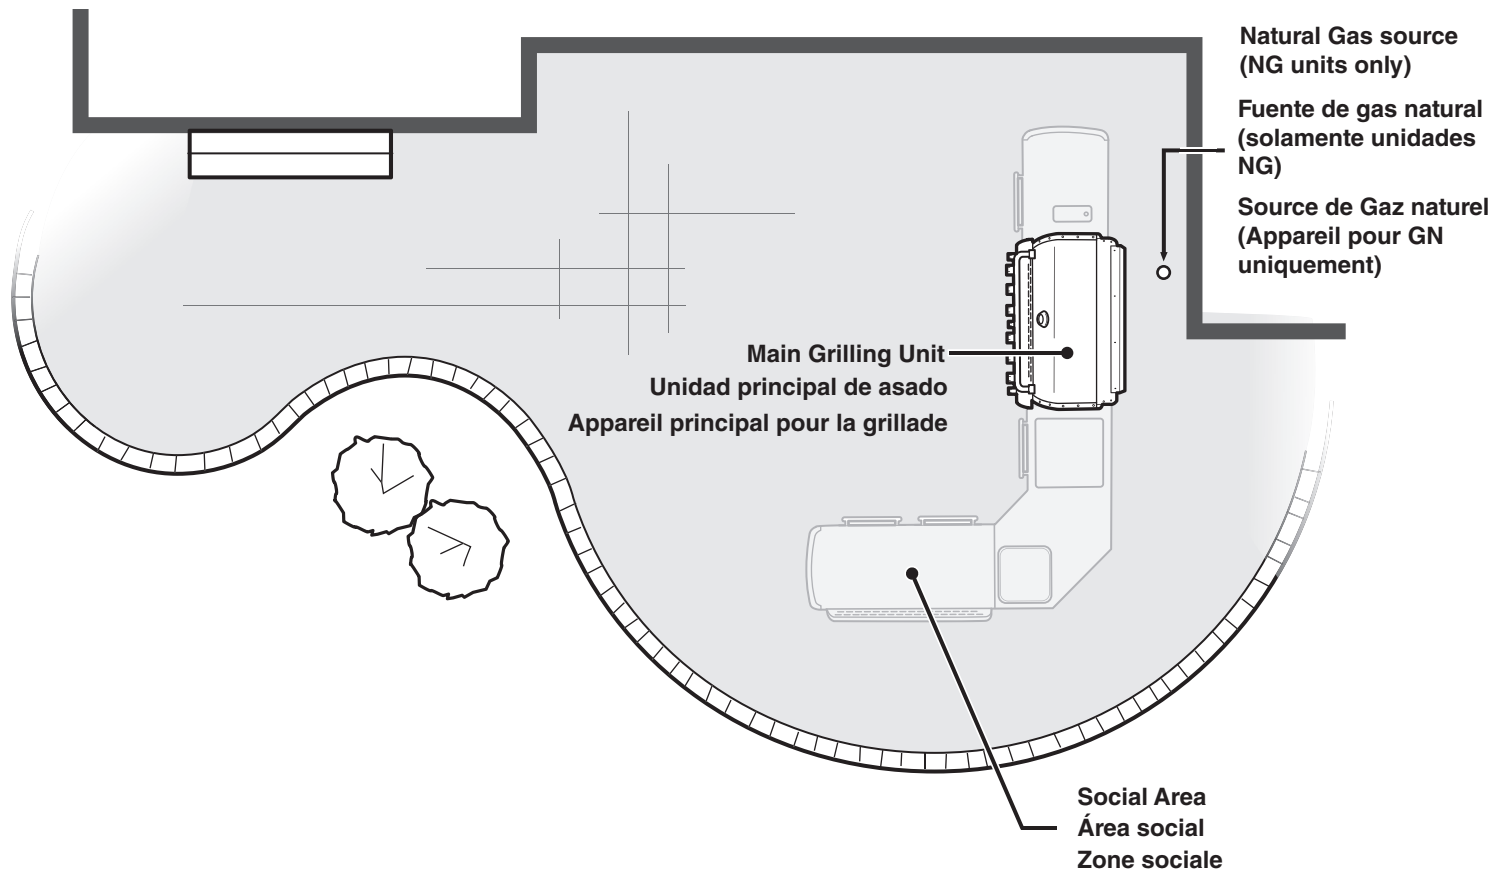 Natural Gas source
(NG units only)
Fuente de gas natural
(solamente unidades
NG)
Source de Gaz naturel
(Appareil pour GN
uniquement)
Main Grilling Unit
Unidad principal de asado
Appareil principal pour la grillade
Social Area
Área social
Zone sociale